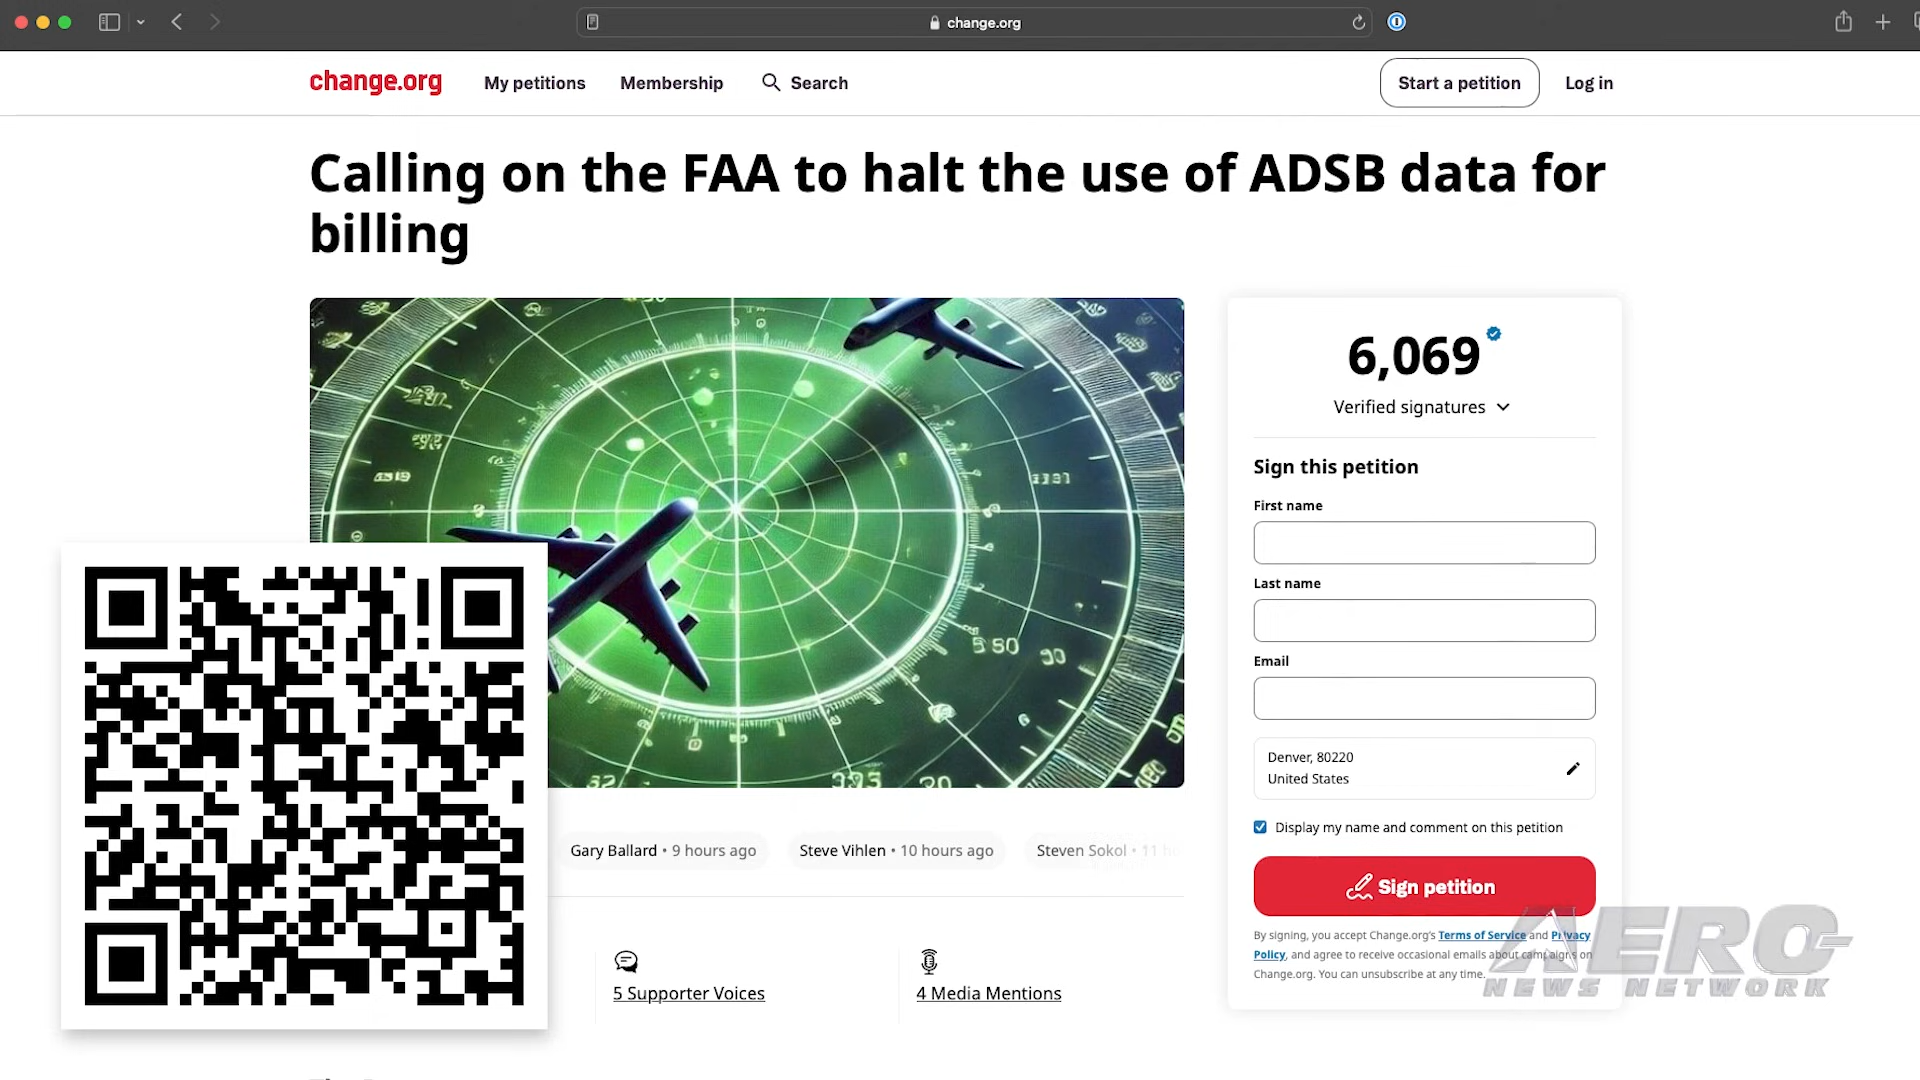 change.org
change.org
My petitions
Membership
Search
Start a petition
Log in
Calling on the FAA to halt the use of ADSB data for
billing
6,069
Verified signatures
Sign this petition
First name
Last name
Email
Denver, 80220
United States
Display my name and comment on this petition
Sign petition
By signing, you accept Change.org's Terms of Service and Privacy
Policy, and agree to receive occasional emails about campaigns on
Change.org. You can unsubscribe at any time.
Gary Ballard • 9 hours ago
Steve Vihlen • 10 hours ago
Steven Sokol • 11
5 Supporter Voices
4 Media Mentions
AERO-
NEWS NETWORK